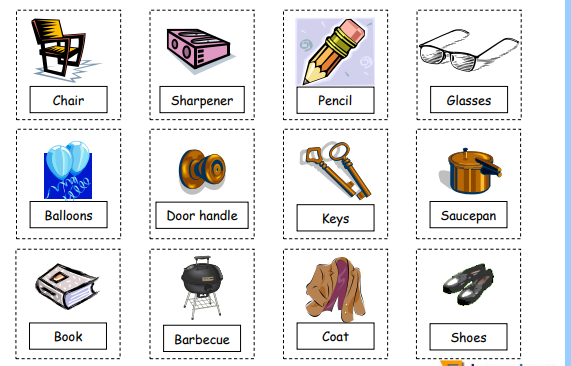 Chair
Sharpener
Pencil
Glasses
Balloons
Door handle
Keys
Saucepan
Book
Barbecue
Coat
Shoes